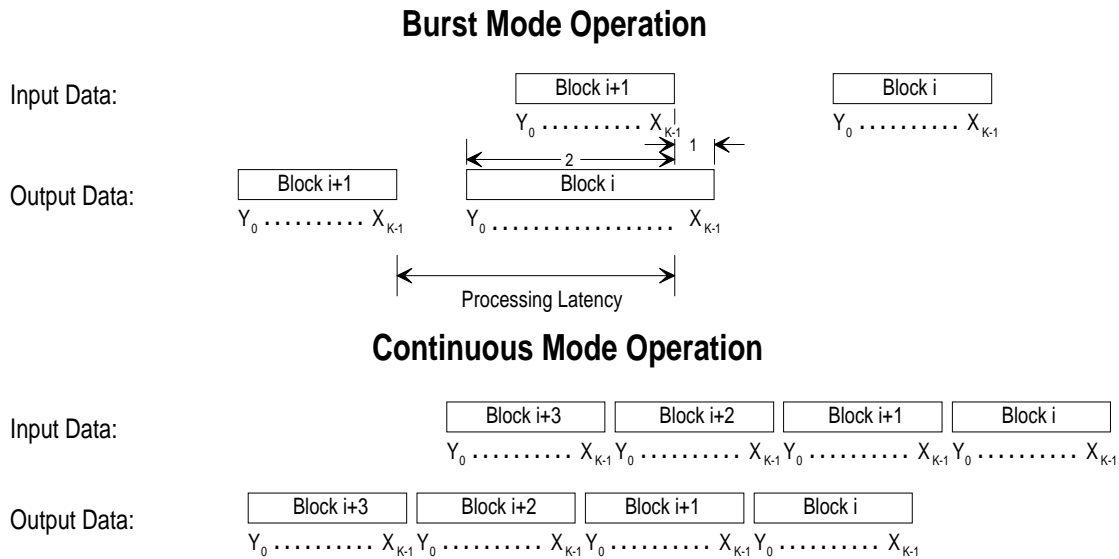 Burst Mode Operation
Input Data:
Block i+1
Block i
Y0 .......... XK-1
Y0 .......... XK-1
1
2
Output Data:
Block i+1
Block i
Y0 .......... XK-1
Y0 .................. XK-1
Processing Latency
Continuous Mode Operation
Input Data:
Block i+3
Block i+2
Block i+1
Block i
Y0 .......... XK-1
Y0 .......... XK-1
Y0 .......... XK-1
Y0 .......... XK-1
Output Data:
Block i+3
Block i+2
Block i+1
Block i
Y0 .......... XK-1
Y0 .......... XK-1
Y0 .......... XK-1
Y0 .......... XK-1